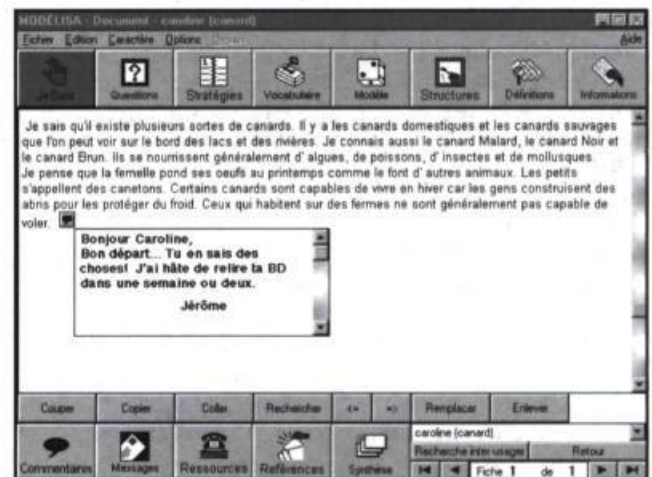 MODELISA - Document - caroline (canard)
Fichier Edition Caractère Options
Aide
Je Sais Questions Stratégies Vocabulaire Modèle Structures Définitions Informations
Je sais qu'il existe plusieurs sortes de canards. Il y a les canards domestiques et les canards sauvages
que l'on peut voir sur le bord des lacs et des rivières. Je connais aussi le canard Malard, le canard Noir et
le canard Brun. Ils se nourrissent généralement d' algues, de poissons, d' insectes et de mollusques.
Je pense que la femelle pond ses oeufs au printemps comme le font d' autres animaux. Les petits
s'appellent des canetons. Certains canards sont capables de vivre en hiver car les gens construisent des
abris pour les protéger du froid. Ceux qui habitent sur des fermes ne sont généralement pas capable de
voler.
Bonjour Caroline,
Bon départ... Tu en sais des
choses! J'ai hâte de relire ta BD
dans une semaine ou deux.
Jérôme
Couper Copier Coller Rechercher Remplacer Enlever
caroline (canard)
Recherche inter usager Retour
Commentaires Messages Ressources Références Synthèse
Fiche 1 de 1